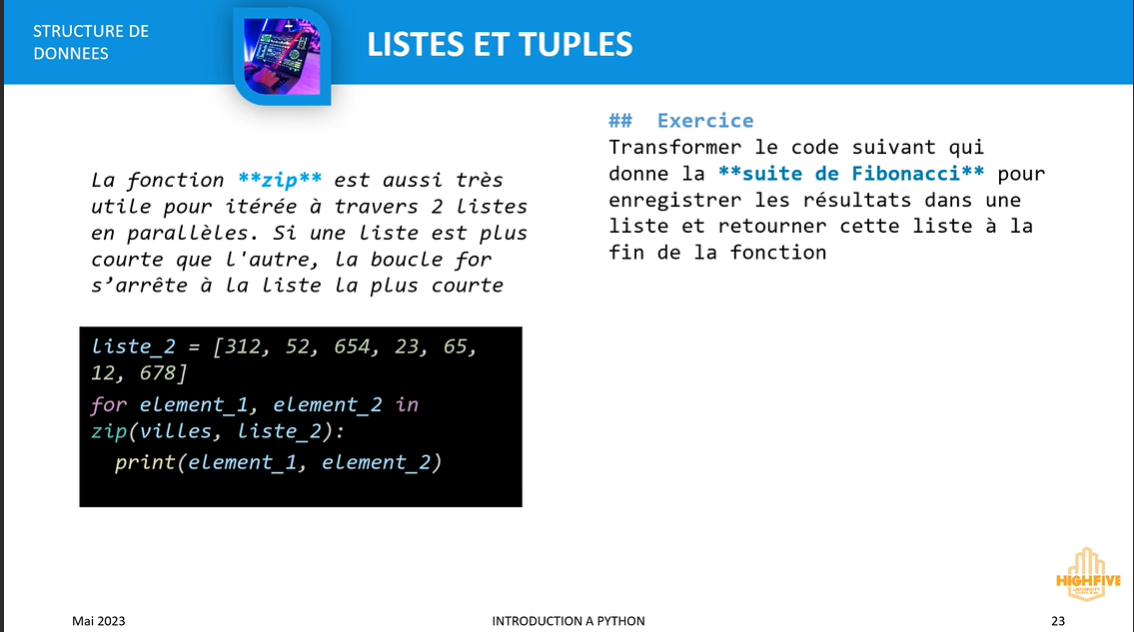 STRUCTURE DE
DONNEES
LISTES ET TUPLES
La fonction **zip** est aussi très
utile pour itérée à travers 2 listes
en parallèles. Si une liste est plus
courte que l'autre, la boucle for
s’arrête à la liste la plus courte
liste_2 = [312, 52, 654, 23, 65,
12, 678]
for element_1, element_2 in
zip(villes, liste_2):
print(element_1, element_2)
## Exercice
Transformer le code suivant qui
donne la **suite de Fibonacci** pour
enregistrer les résultats dans une
liste et retourner cette liste à la
fin de la fonction
HIGHFIVE
UNIVERSITY
Mai 2023
INTRODUCTION A PYTHON
23